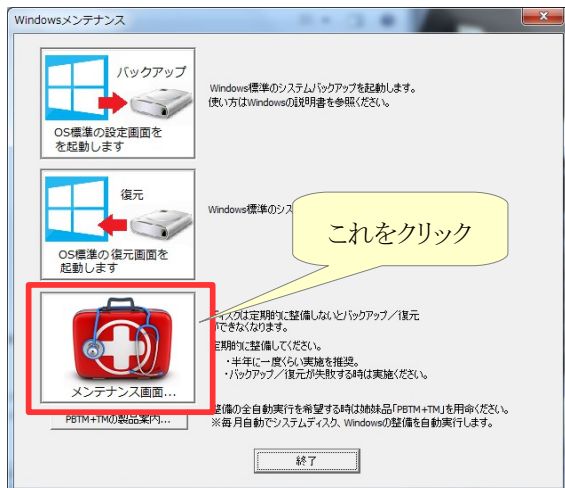 Windowsメンテナンス
バックアップ
OS標準の設定画面を
を起動します
Windows標準のシステムバックアップを起動します。
使い方はWindowsの説明書を参照ください。
復元
OS標準の復元画面を
起動します
Windows標準のシス
これをクリック
メンテナンス画面...
ディスクは定期的に整備しないとバックアップ／復元
ができなくなります。
定期的に整備してください。
・半年に一度くらい実施を推奨。
・バックアップ／復元が失敗する時は実施ください。
PBTM+TMの製品案内...
整備の全自動実行を希望する時は姉妹品「PBTM+TM」を用命ください。
※毎月自動でシステムディスク、Windowsの整備を自動実行します。
終了